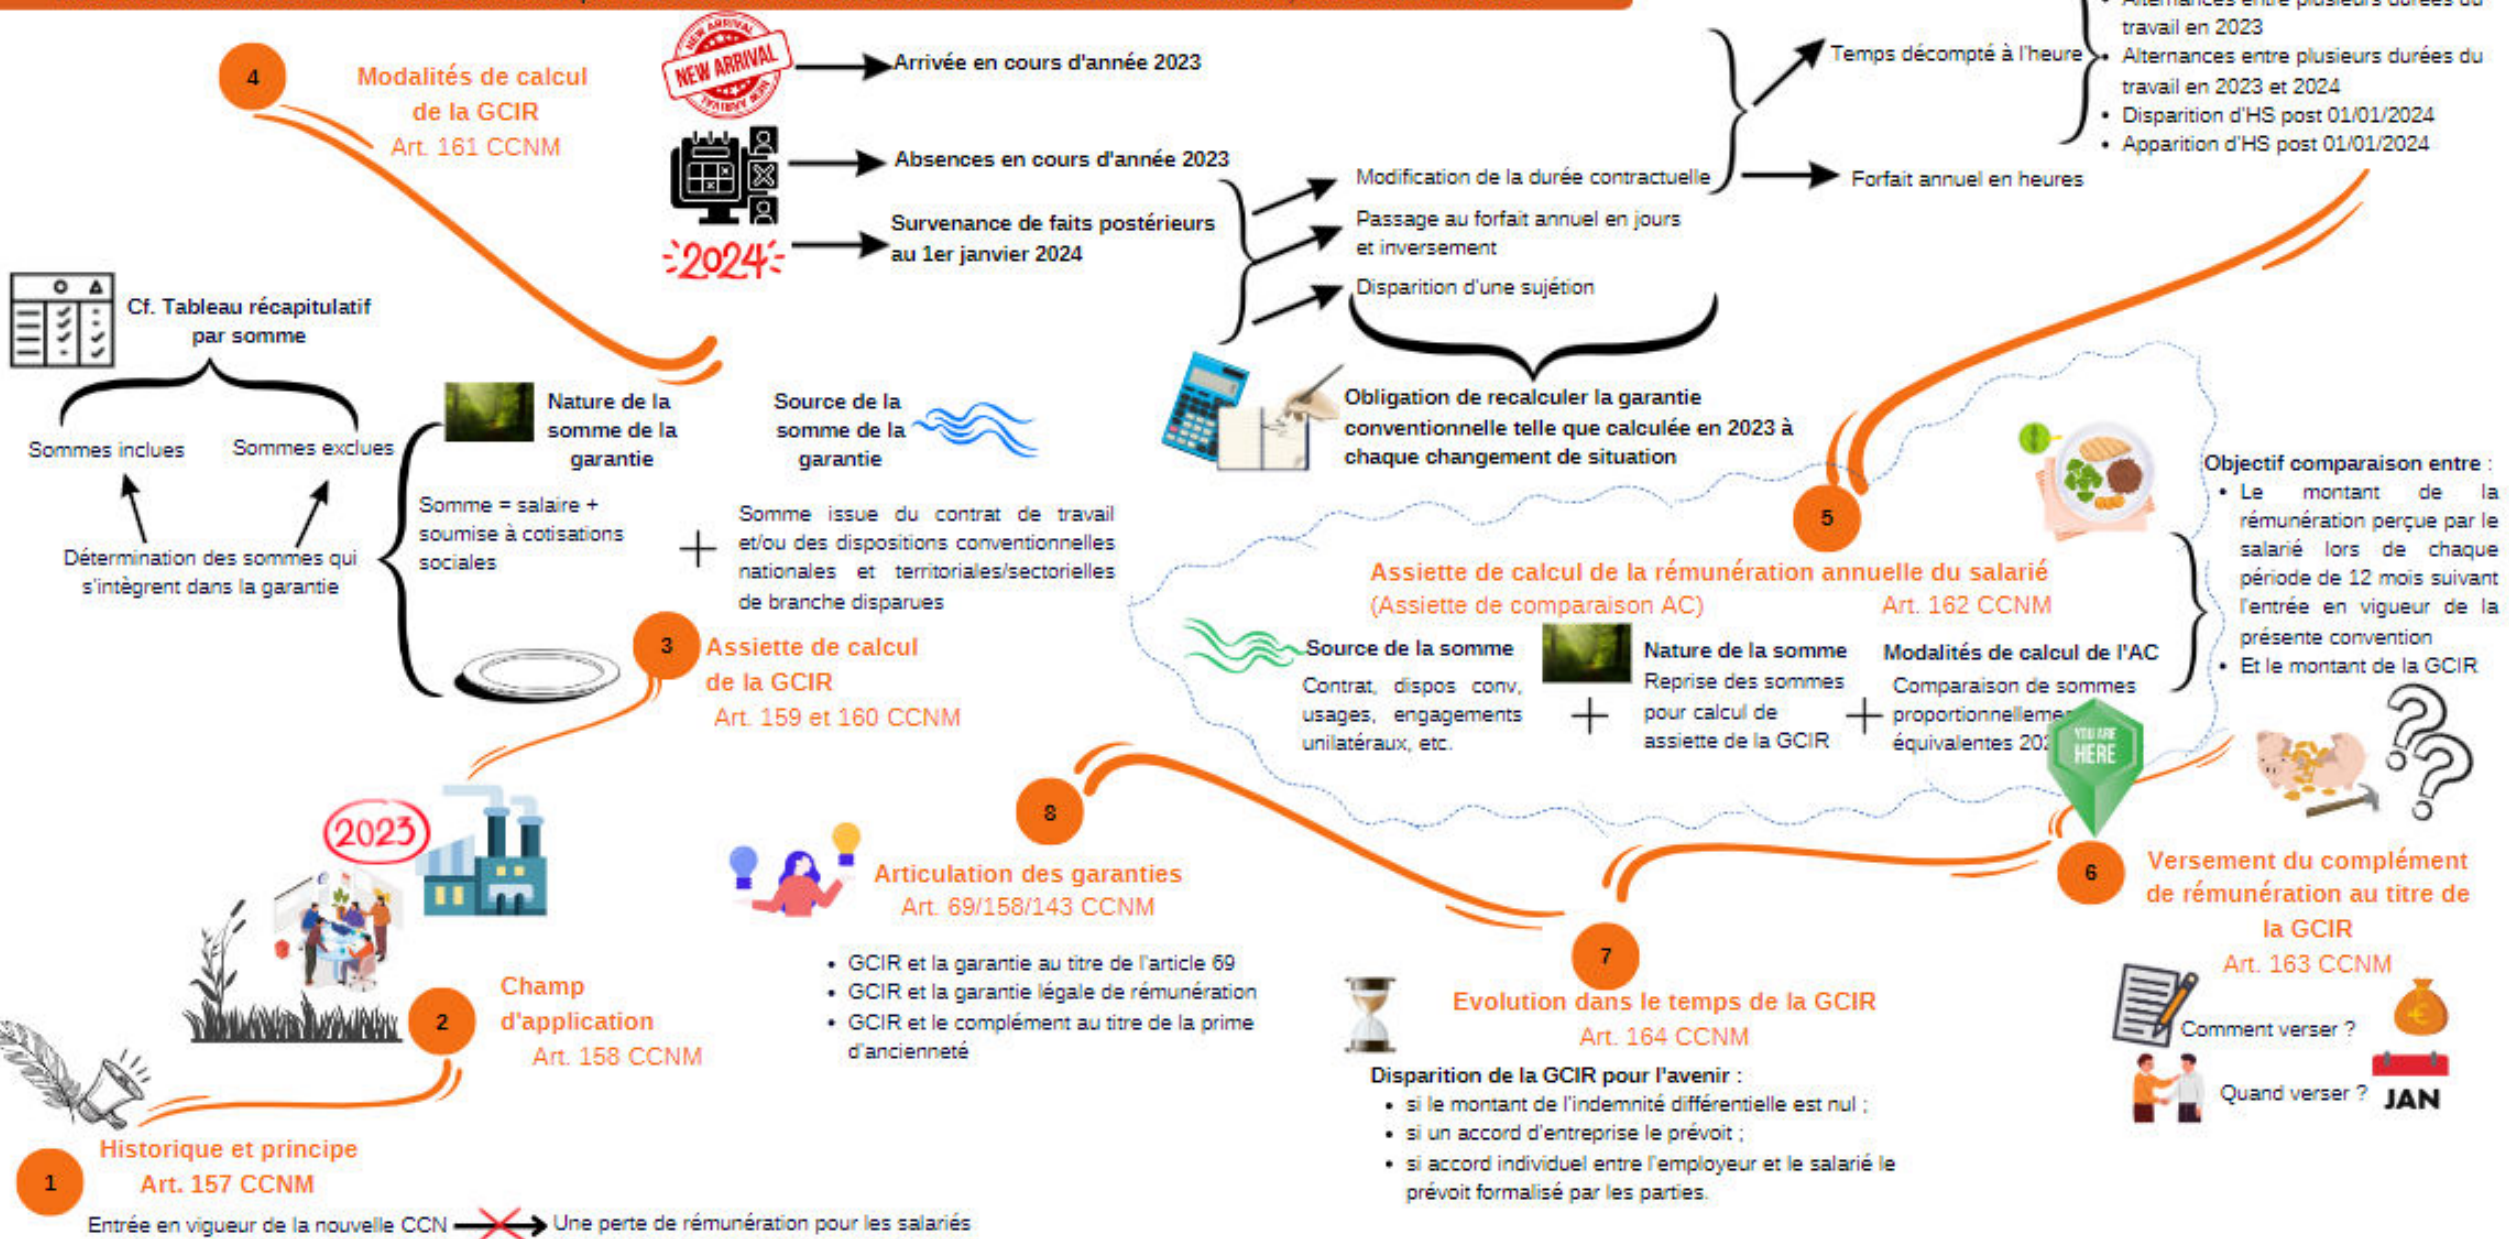 4
Modalités de calcul
de la GCIR
Art. 161 CCNM
NEW ARRIVAL
NEW ARRIVAL
NEW ARRIVAL
Arrivée en cours d'année 2023
Absences en cours d'année 2023
2024
Survenance de faits postérieurs
au 1er janvier 2024
Modification de la durée contractuelle
Passage au forfait annuel en jours
et inversement
Disparition d'une sujétion
Temps décompté à l'heure
Forfait annuel en heures
• Alternances entre plusieurs durées du
travail en 2023
• Alternances entre plusieurs durées du
travail en 2023 et 2024
• Disparition d'HS post 01/01/2024
• Apparition d'HS post 01/01/2024
Obligation de recalculer la garantie
conventionnelle telle que calculée en 2023 à
chaque changement de situation
Cf. Tableau récapitulatif
par somme
Sommes inclues
Sommes exclues
Détermination des sommes qui
s'intègrent dans la garantie
Nature de la
somme de la
garantie
Somme = salaire +
soumise à cotisations
sociales
+
Source de la
somme de la
garantie
Somme issue du contrat de travail
et/ou des dispositions conventionnelles
nationales et territoriales/sectorielles
de branche disparues
3
Assiette de calcul
de la GCIR
Art. 159 et 160 CCNM
5
Assiette de calcul de la rémunération annuelle du salarié
(Assiette de comparaison AC) Art. 162 CCNM
Source de la somme
Contrat, dispos conv,
usages, engagements
unilatéraux, etc.
+
Nature de la somme
Reprise des sommes
pour calcul de
assiette de la GCIR
+
Modalités de calcul de l'AC
Comparaison de sommes
proportionnelleme
équivalentes 202
Objectif comparaison entre :
• Le montant de la
rémunération perçue par le
salarié lors de chaque
période de 12 mois suivant
l'entrée en vigueur de la
présente convention
• Et le montant de la GCIR
YOU ARE
HERE
6
Versement du complément
de rémunération au titre de
la GCIR
Art. 163 CCNM
Comment verser ?
Quand verser ?
JAN
7
Evolution dans le temps de la GCIR
Art. 164 CCNM
Disparition de la GCIR pour l'avenir :
• si le montant de l'indemnité différentielle est nul ;
• si un accord d'entreprise le prévoit ;
• si accord individuel entre l'employeur et le salarié le
prévoit formalisé par les parties.
8
Articulation des garanties
Art. 69/158/143 CCNM
• GCIR et la garantie au titre de l'article 69
• GCIR et la garantie légale de rémunération
• GCIR et le complément au titre de la prime
d'ancienneté
2023
2
Champ
d'application
Art. 158 CCNM
1
Historique et principe
Art. 157 CCNM
Entrée en vigueur de la nouvelle CCN
Une perte de rémunération pour les salariés